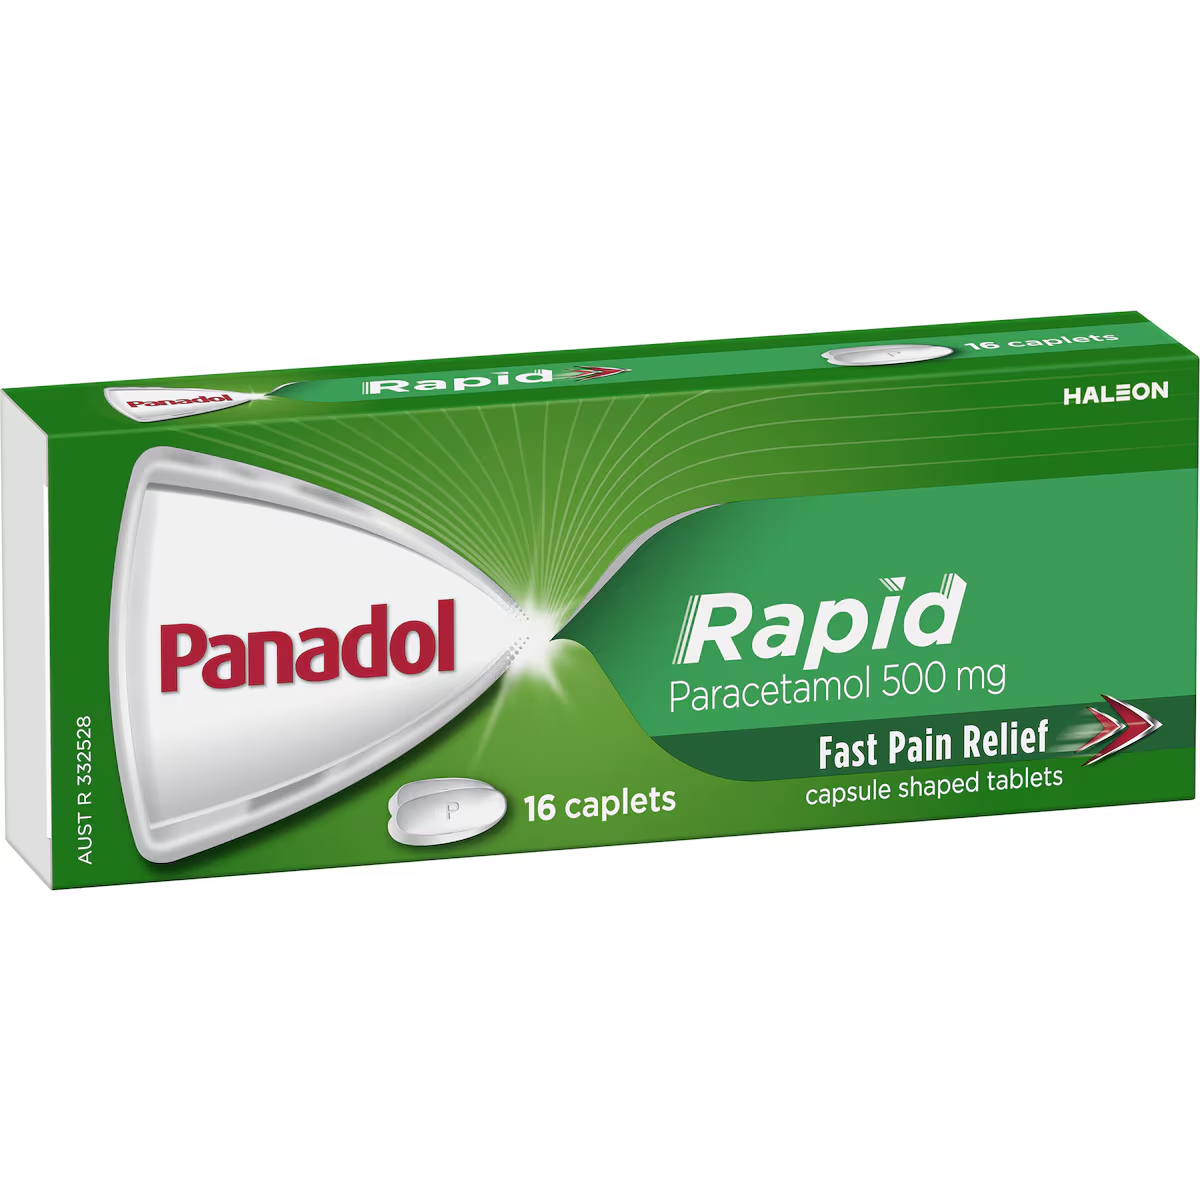 Panadol
Rapid
16 caplets
HALEON
Panadol
Rapid
Paracetamol 500 mg
Fast Pain Relief
capsule shaped tablets
P
16 caplets
AUST R 332528